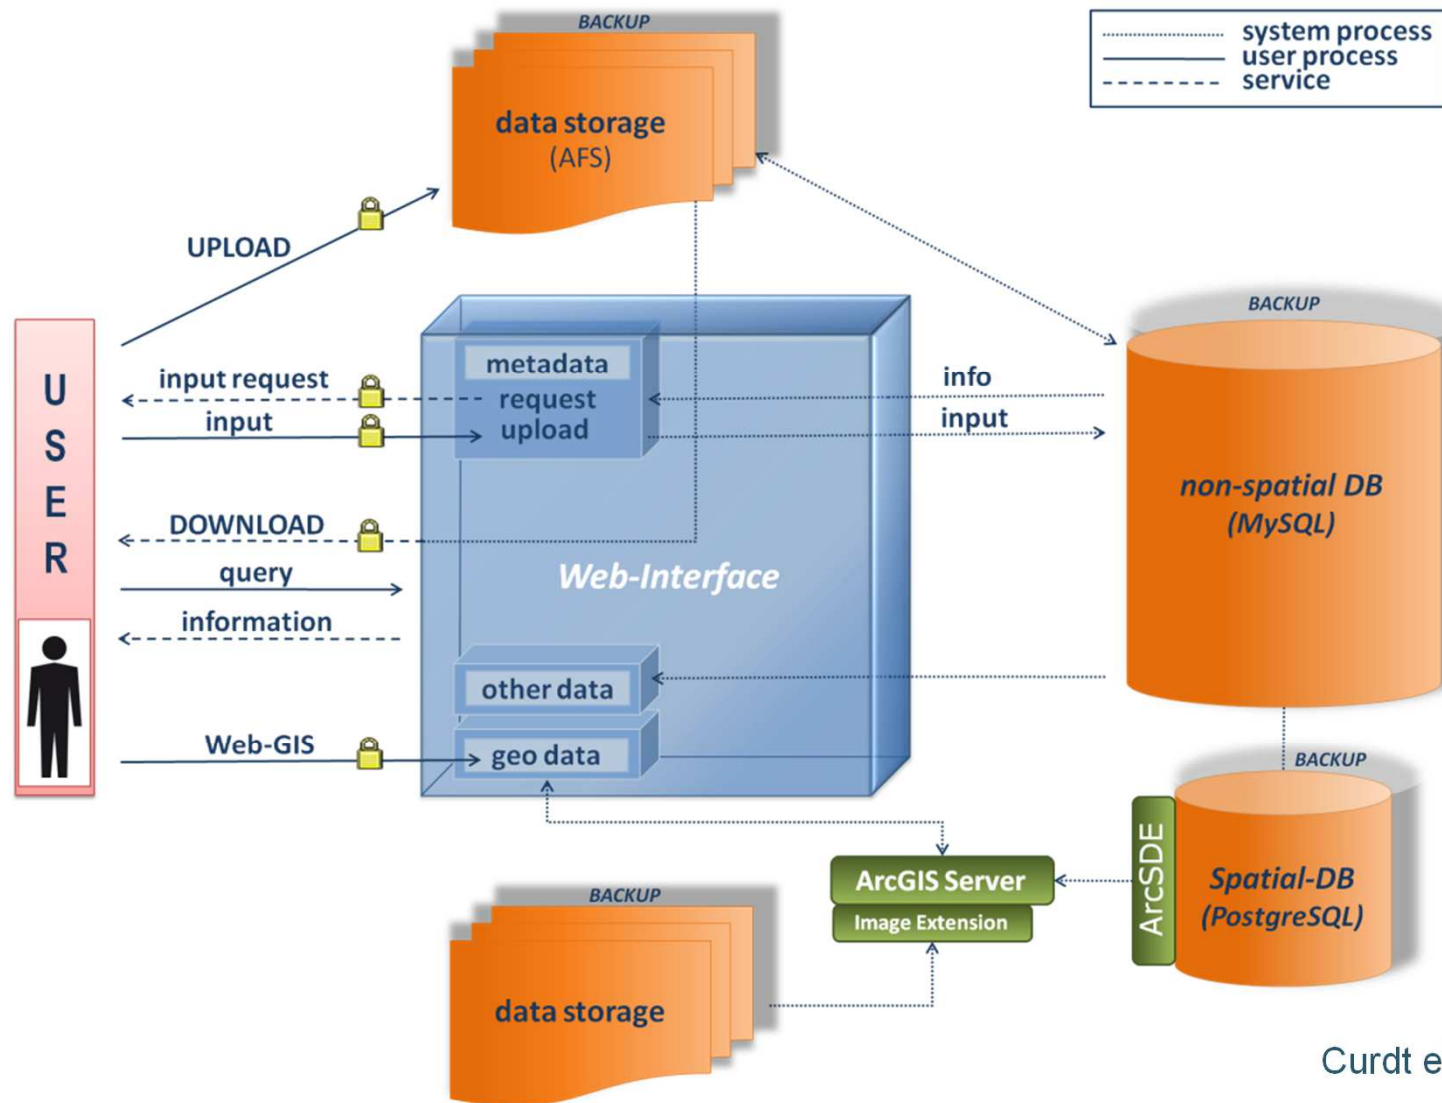 BACKUP
system process
user process
service
data storage
(AFS)
UPLOAD
BACKUP
USER
metadata
input request
request
info
input
upload
input
non-spatial DB
(MySQL)
DOWNLOAD
query
Web-Interface
information
other data
Web-GIS
geo data
BACKUP
ArcSDE
ArcGIS Server
Spatial-DB
(PostgreSQL)
BACKUP
Image Extension
data storage
Curdt e